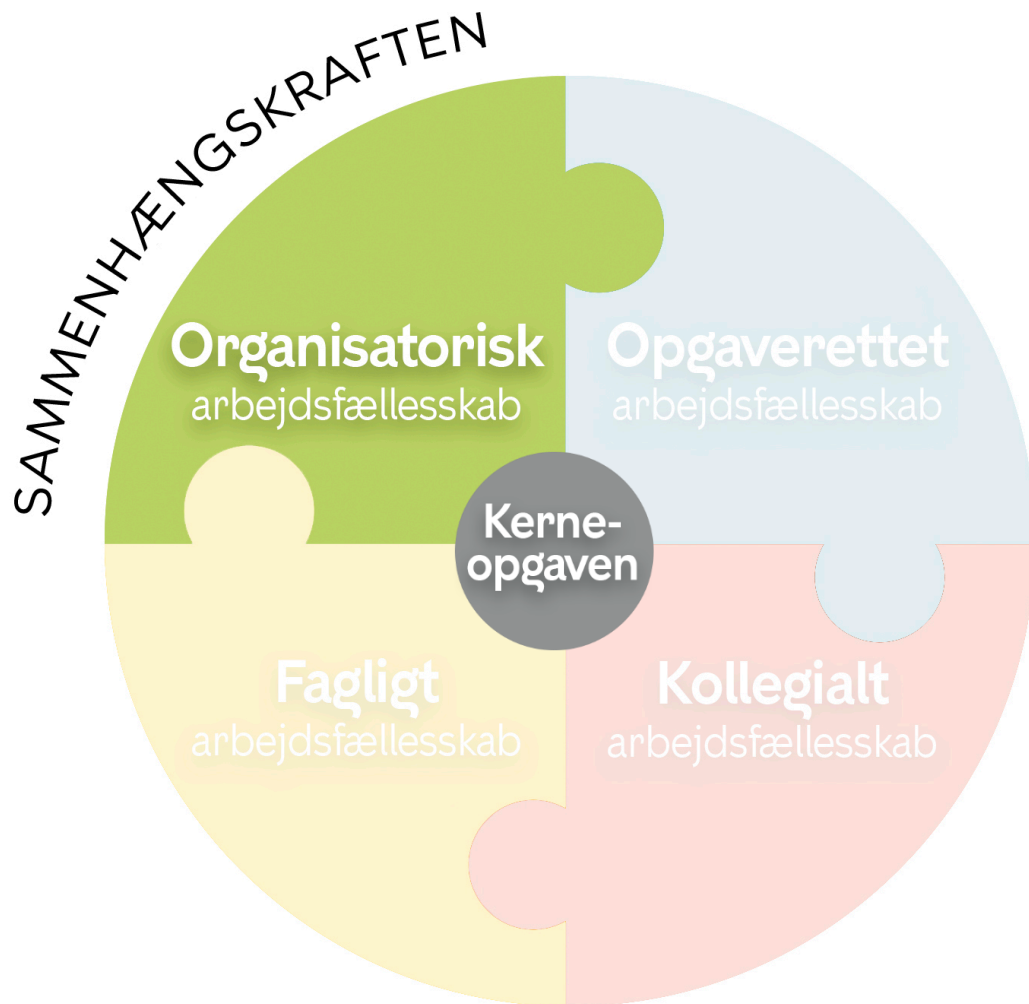 SAMMENHÆNGSKRAFTEN
Organisatorisk
arbejdsfællesskab
Opgaverettet
arbejdsfællesskab
Kerne-
opgaven
Fagligt
arbejdsfællesskab
Kollegialt
arbejdsfællesskab